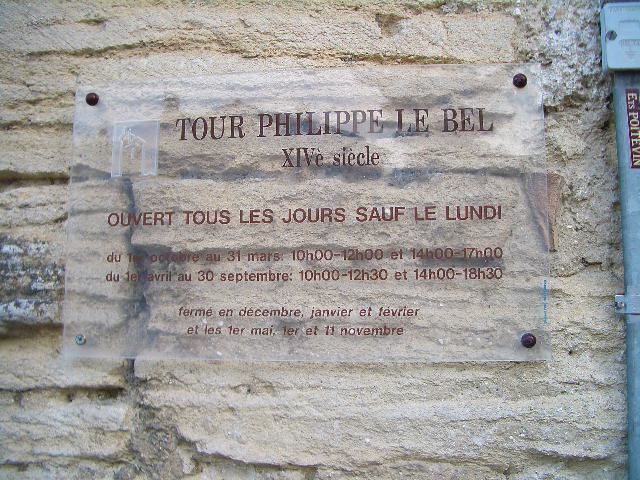 TOUR PHILIPPE LE BEL
XIVè siècle
OUVERT TOUS LES JOURS SAUF LE LUNDI
du 1er octobre au 31 mars: 10h00-12h00 et 14h00-17h00
du 1er avril au 30 septembre: 10h00-12h30 et 14h00-18h30
fermé en décembre, janvier et février
et les 1er mai, 1er et 11 novembre
Ets POITEVIN